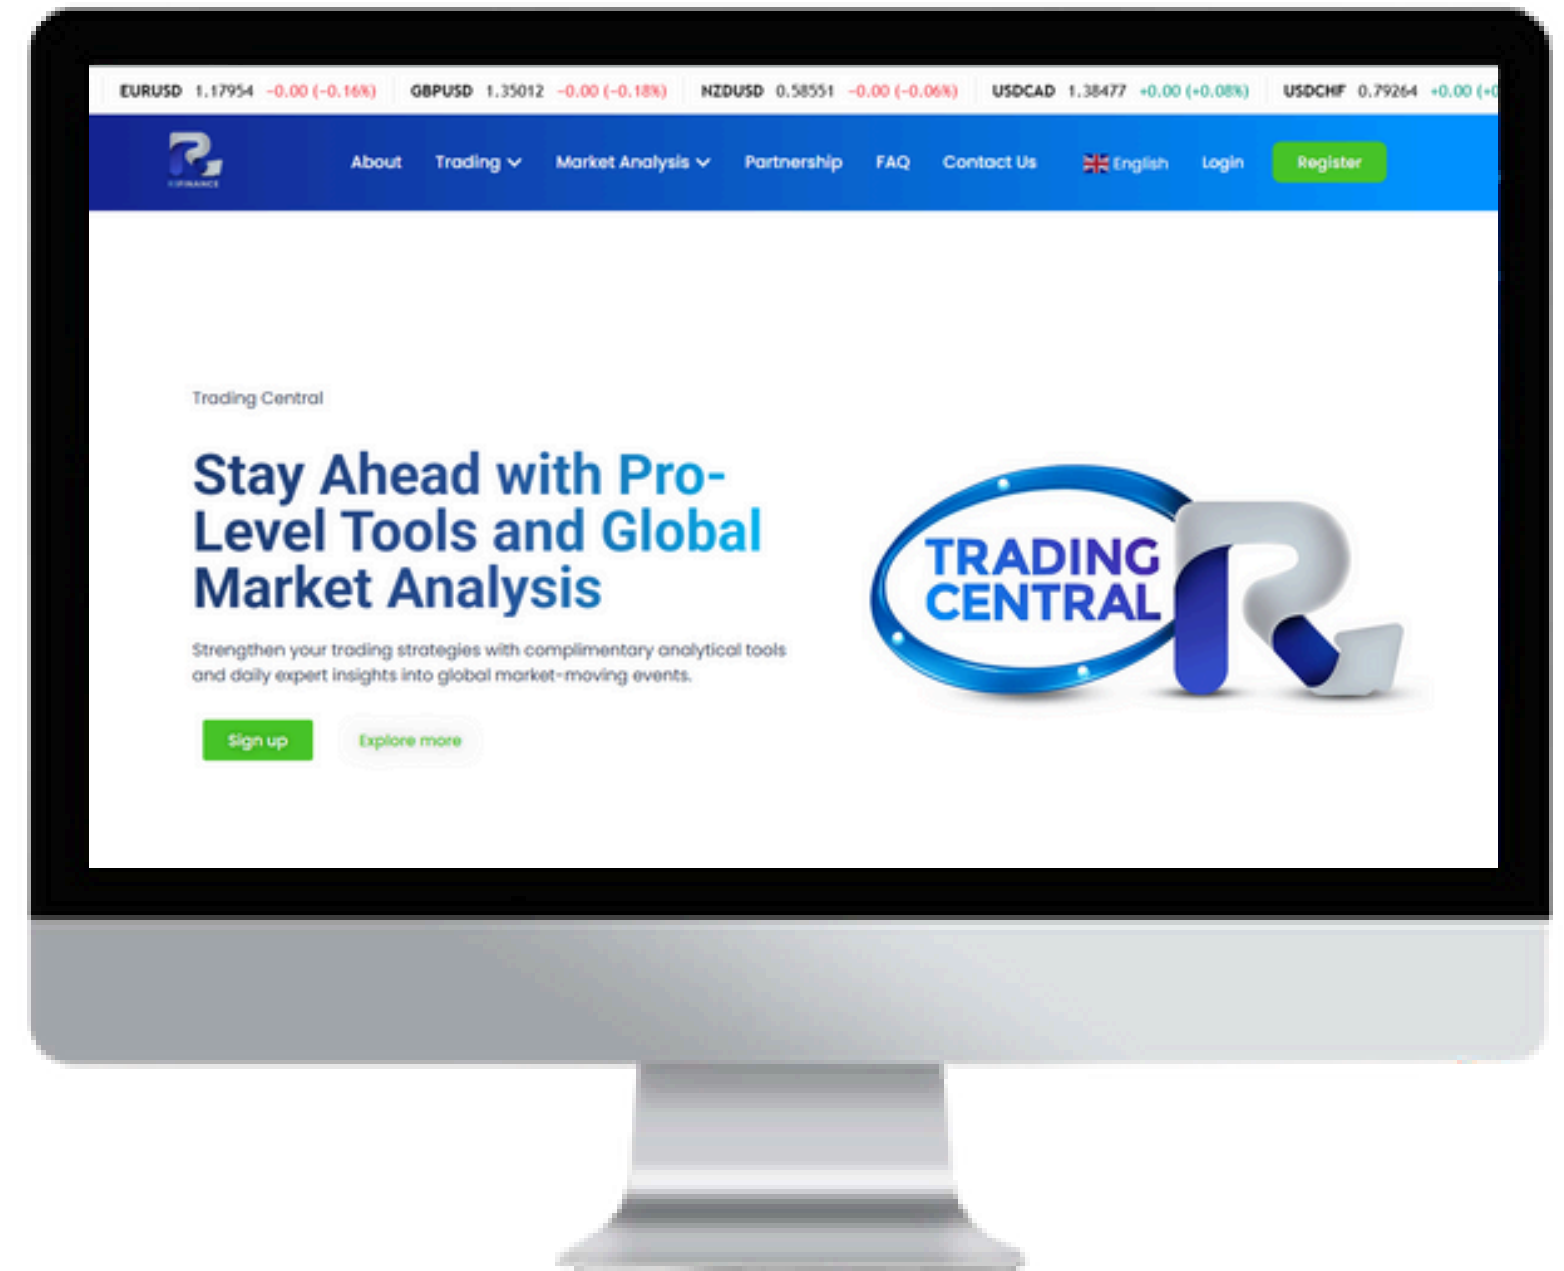 EURUSD 1.17954 -0.00 (-0.16%) GBPUSD 1.35012 -0.00 (-0.18%) NZDUSD 0.58551 -0.00 (-0.06%) USDCAD 1.38477 +0.00 (+0.08%) USDCHF 0.79264 +0.00
About Trading Market Analysis Partnership FAQ Contact Us English Login Register
Trading Central
Stay Ahead with Pro-
Level Tools and Global
Market Analysis
Strengthen your trading strategies with complimentary analytical tools
and daily expert insights into global market-moving events.
Sign up Explore more
TRADING
CENTRAL